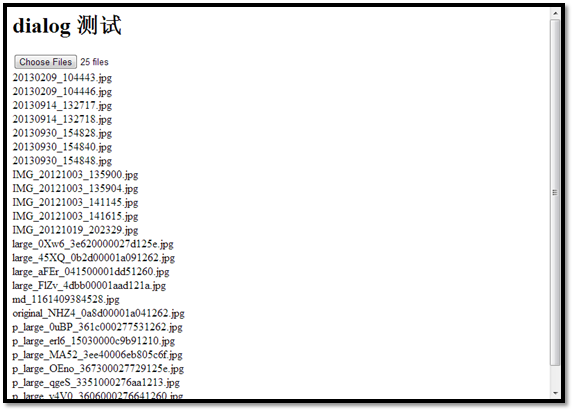 dialog 测试
Choose Files 25 files
20130209_104443.jpg
20130209_104446.jpg
20130914_132717.jpg
20130914_132718.jpg
20130930_154828.jpg
20130930_154840.jpg
20130930_154848.jpg
IMG_20121003_135900.jpg
IMG_20121003_135904.jpg
IMG_20121003_141145.jpg
IMG_20121003_141615.jpg
IMG_20121019_202329.jpg
large_0Xw6_3e620000027d125e.jpg
large_45XQ_0b2d00001a091262.jpg
large_aFEr_041500001dd51260.jpg
large_FlZv_4dbb00001aad121a.jpg
md_1161409384528.jpg
original_NHZ4_0a8d00001a041262.jpg
p_large_0uBP_361c000277531262.jpg
p_large_erl6_15030000c9b91210.jpg
p_large_MA52_3ee40006eb805c6f.jpg
p_large_OEno_367300027729125e.jpg
p_large_qgeS_3351000276aa1213.jpg
p_large_v4V0_3606000276641260.jpg